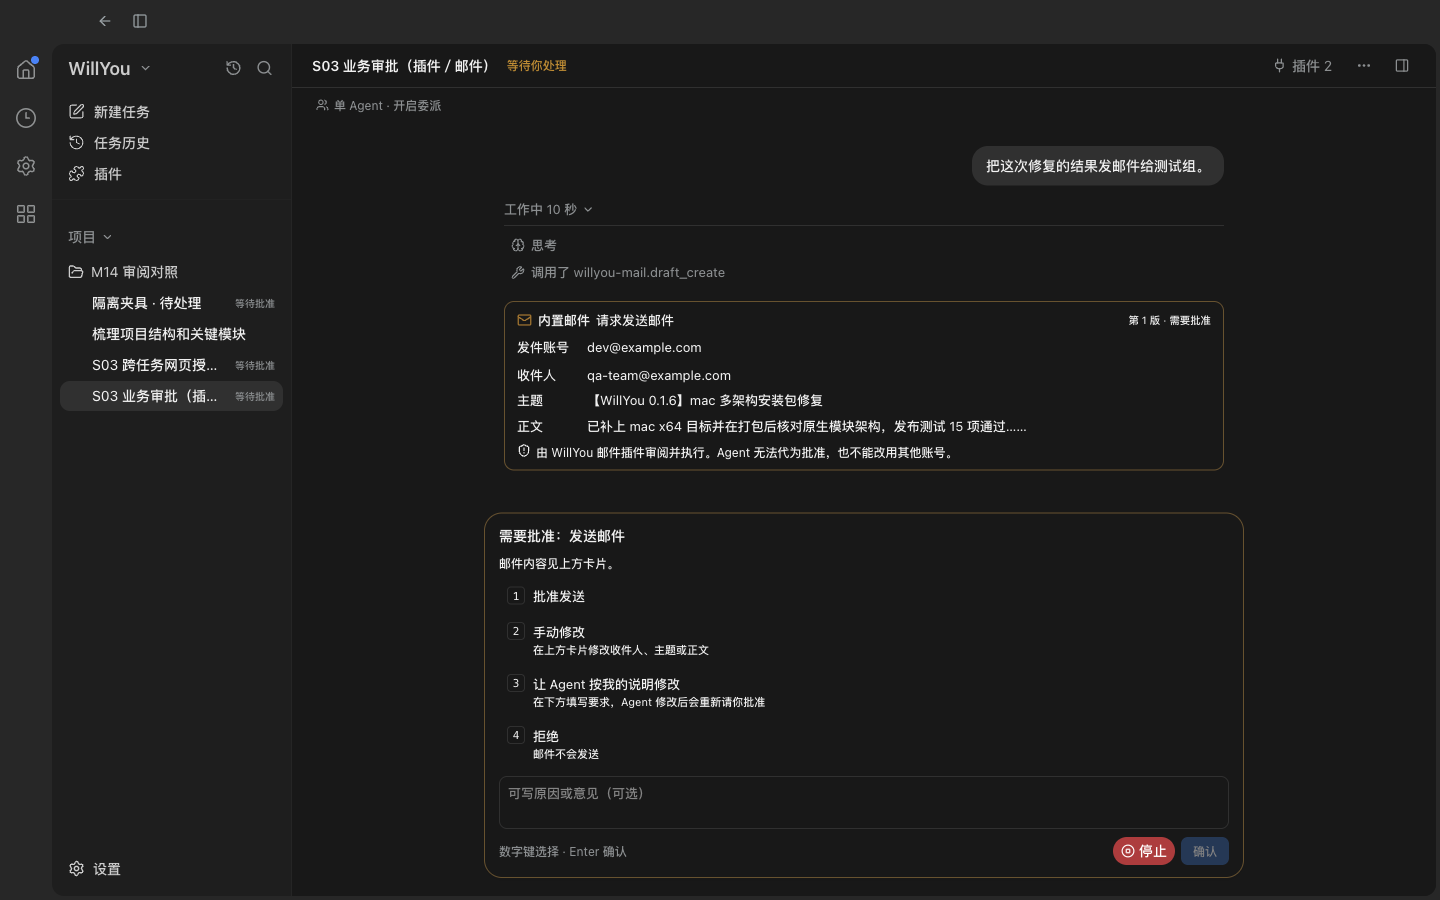 WillYou
新建任务
任务历史
插件
项目
M14 审阅对照
隔离夹具 · 待处理 等待批准
梳理项目结构和关键模块
S03 跨任务网页授... 等待批准
S03 业务审批（插... 等待批准
设置
S03 业务审批（插件 / 邮件） 等待你处理
插件 2
单 Agent · 开启委派
把这次修复的结果发邮件给测试组。
工作中 10 秒
思考
调用了 willyou-mail.draft_create
内置邮件 请求发送邮件 第 1 版 · 需要批准
发件账号 dev@example.com
收件人 qa-team@example.com
主题 【WillYou 0.1.6】mac 多架构安装包修复
正文 已补上 mac x64 目标并在打包后核对原生模块架构，发布测试 15 项通过……
由 WillYou 邮件插件审阅并执行。Agent 无法代为批准，也不能改用其他账号。
需要批准：发送邮件
邮件内容见上方卡片。
1 批准发送
2 手动修改
在上方卡片修改收件人、主题或正文
3 让 Agent 按我的说明修改
在下方填写要求，Agent 修改后会重新请你批准
4 拒绝
邮件不会发送
可写原因或意见（可选）
数字键选择 · Enter 确认
停止
确认